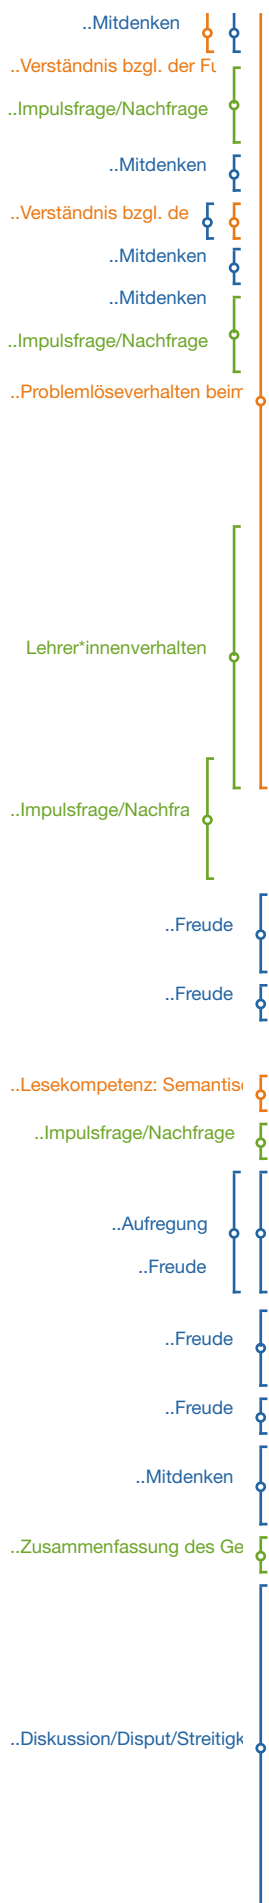 ..Mitdenken
..Verständnis bzgl. der Fu
..Impulsfrage/Nachfrage
..Mitdenken
..Verständnis bzgl. de
..Mitdenken
..Mitdenken
..Impulsfrage/Nachfrage
..Problemlöseverhalten beim
Lehrer*innenverhalten
..Impulsfrage/Nachfra
..Freude
..Freude
..Lesekompetenz: Semantisc
..Impulsfrage/Nachfrage
..Aufregung
..Freude
..Freude
..Freude
..Mitdenken
..Zusammenfassung des Ge
..Diskussion/Disput/Streitigk